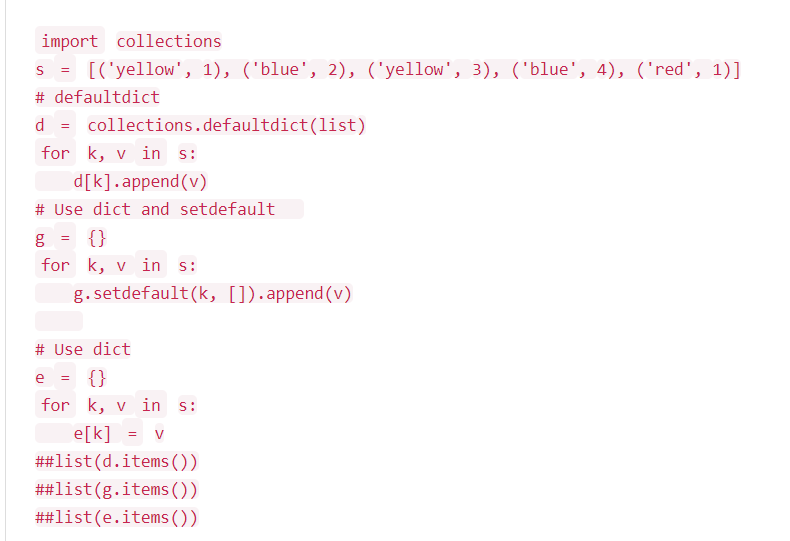 import collections
s = [('yellow', 1), ('blue', 2), ('yellow', 3), ('blue', 4), ('red', 1)]
# defaultdict
d = collections.defaultdict(list)
for k, v in s:
    d[k].append(v)
# Use dict and setdefault
g = {}
for k, v in s:
    g.setdefault(k, []).append(v)

# Use dict
e = {}
for k, v in s:
    e[k] = v
##list(d.items())
##list(g.items())
##list(e.items())